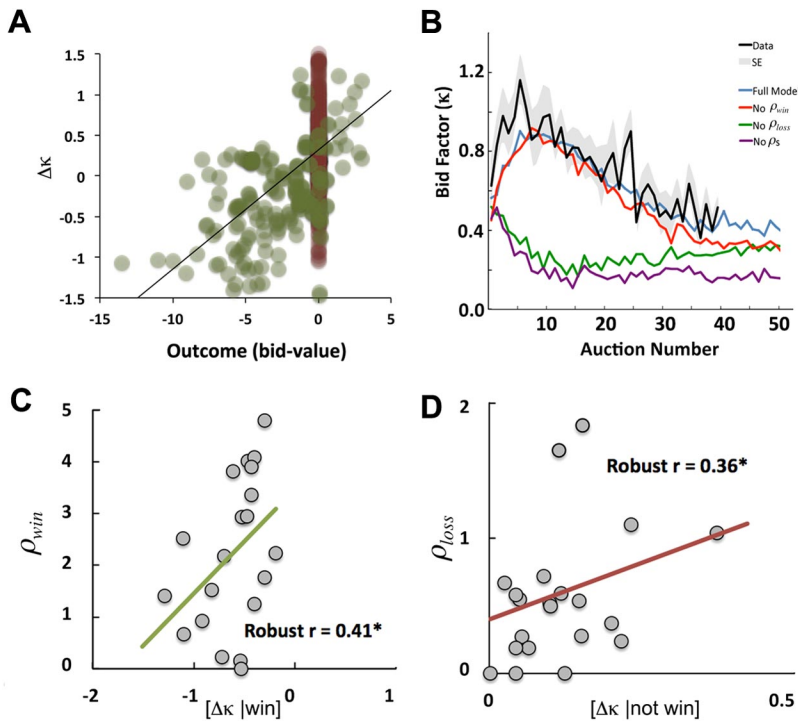 A
1.5
1
0.5
0
-0.5
-1
-1.5
Δκ
-15
-10
-5
0
5
Outcome (bid-value)
B
1.2
0.8
0.4
0.0
Bid Factor (κ)
10
20
30
40
50
Auction Number
Data
SE
Full Mode
No ρwin
No ρloss
No ρs
C
5
4
3
2
1
0
ρwin
Robust r = 0.41*
-2
-1
0
1
[Δκ |win]
D
2
1
0
ρloss
Robust r = 0.36*
0
0.5
[Δκ |not win]